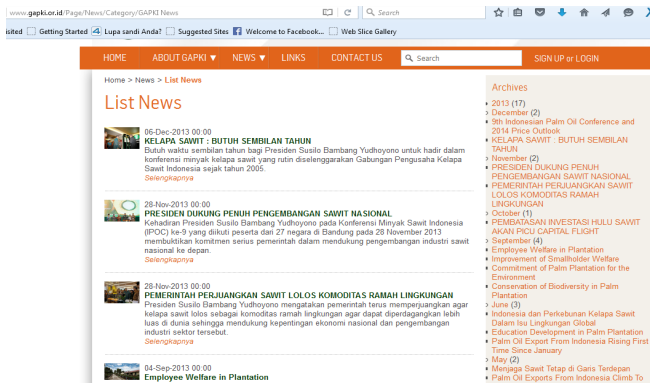 www.gapki.or.id/Page/News/Category/GAPKI News
Search
isited Getting Started Lupa sandi Anda? Suggested Sites Welcome to Facebook... Web Slice Gallery
HOME ABOUT GAPKI ▼ NEWS ▼ LINKS CONTACT US Search SIGN UP or LOGIN
Home > News > List News
List News
06-Dec-2013 00:00
KELAPA SAWIT : BUTUH SEMBILAN TAHUN
Butuh waktu sembilan tahun bagi Presiden Susilo Bambang Yudhoyono untuk hadir dalam
konferensi minyak kelapa sawit yang rutin diselenggarakan Gabungan Pengusaha Kelapa
Sawit Indonesia sejak tahun 2005.
Selengkapnya
28-Nov-2013 00:00
PRESIDEN DUKUNG PENUH PENGEMBANGAN SAWIT NASIONAL
Kehadiran Presiden Susilo Bambang Yudhoyono pada Konferensi Minyak Sawit Indonesia
(IPOC) ke-9 yang diikuti peserta dari 27 negara di Bandung pada 28 November 2013
membuktikan komitmen serius pemerintah dalam mendukung pengembangan industri sawit
nasional ke depan.
Selengkapnya
28-Nov-2013 00:00
PEMERINTAH PERJUANGKAN SAWIT LOLOS KOMODITAS RAMAH LINGKUNGAN
Presiden Susilo Bambang Yudhoyono mengatakan pemerintah terus memperjuangkan agar
kelapa sawit lolos sebagai komoditas ramah lingkungan agar dapat diperdagangkan lebih
luas di dunia sehingga mendukung kepentingan ekonomi nasional dan pengembangan
industri sektor tersebut.
Selengkapnya
04-Sep-2013 00:00
Employee Welfare in Plantation
Archives
2013 (17)
December (2)
9th Indonesian Palm Oil Conference and
2014 Price Outlook
KELAPA SAWIT : BUTUH SEMBILAN
TAHUN
November (2)
PRESIDEN DUKUNG PENUH
PENGEMBANGAN SAWIT NASIONAL
PEMERINTAH PERJUANGKAN SAWIT
LOLOS KOMODITAS RAMAH
LINGKUNGAN
October (1)
PEMBATASAN INVESTASI HULU SAWIT
AKAN PICU CAPITAL FLIGHT
September (4)
Employee Welfare in Plantation
Improvement of Smallholder Welfare
Commitment of Palm Plantation for the
Environment
Conservation of Biodiversity in Palm
Plantation
June (3)
Indonesia dan Perkebunan Kelapa Sawit
Dalam Isu Lingkungan Global
Education Development in Palm Plantation
Palm Oil Export From Indonesia Rising First
Time Since January
May (2)
Menjaga Sawit Tetap di Garis Terdepan
Palm Oil Exports From Indonesia Climb To